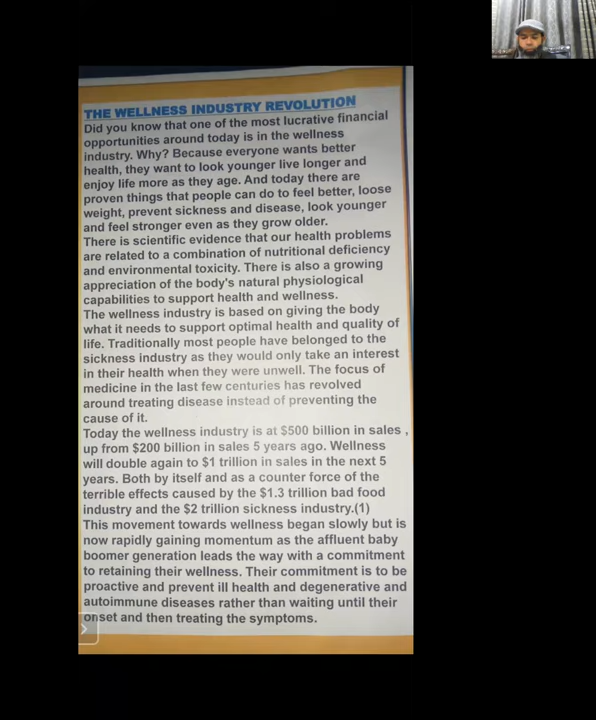 THE WELLNESS INDUSTRY REVOLUTION
Did you know that one of the most lucrative financial
opportunities around today is in the wellness
industry. Why? Because everyone wants better
health, they want to look younger live longer and
enjoy life more as they age. And today there are
proven things that people can do to feel better, loose
weight, prevent sickness and disease, look younger
and feel stronger even as they grow older.
There is scientific evidence that our health problems
are related to a combination of nutritional deficiency
and environmental toxicity. There is also a growing
appreciation of the body's natural physiological
capabilities to support health and wellness.
The wellness industry is based on giving the body
what it needs to support optimal health and quality of
life. Traditionally most people have belonged to the
sickness industry as they would only take an interest
in their health when they were unwell. The focus of
medicine in the last few centuries has revolved
around treating disease instead of preventing the
cause of it.
Today the wellness industry is at $500 billion in sales ,
up from $200 billion in sales 5 years ago. Wellness
will double again to $1 trillion in sales in the next 5
years. Both by itself and as a counter force of the
terrible effects caused by the $1.3 trillion bad food
industry and the $2 trillion sickness industry.(1)
This movement towards wellness began slowly but is
now rapidly gaining momentum as the affluent baby
boomer generation leads the way with a commitment
to retaining their wellness. Their commitment is to be
proactive and prevent ill health and degenerative and
autoimmune diseases rather than waiting until their
onset and then treating the symptoms.